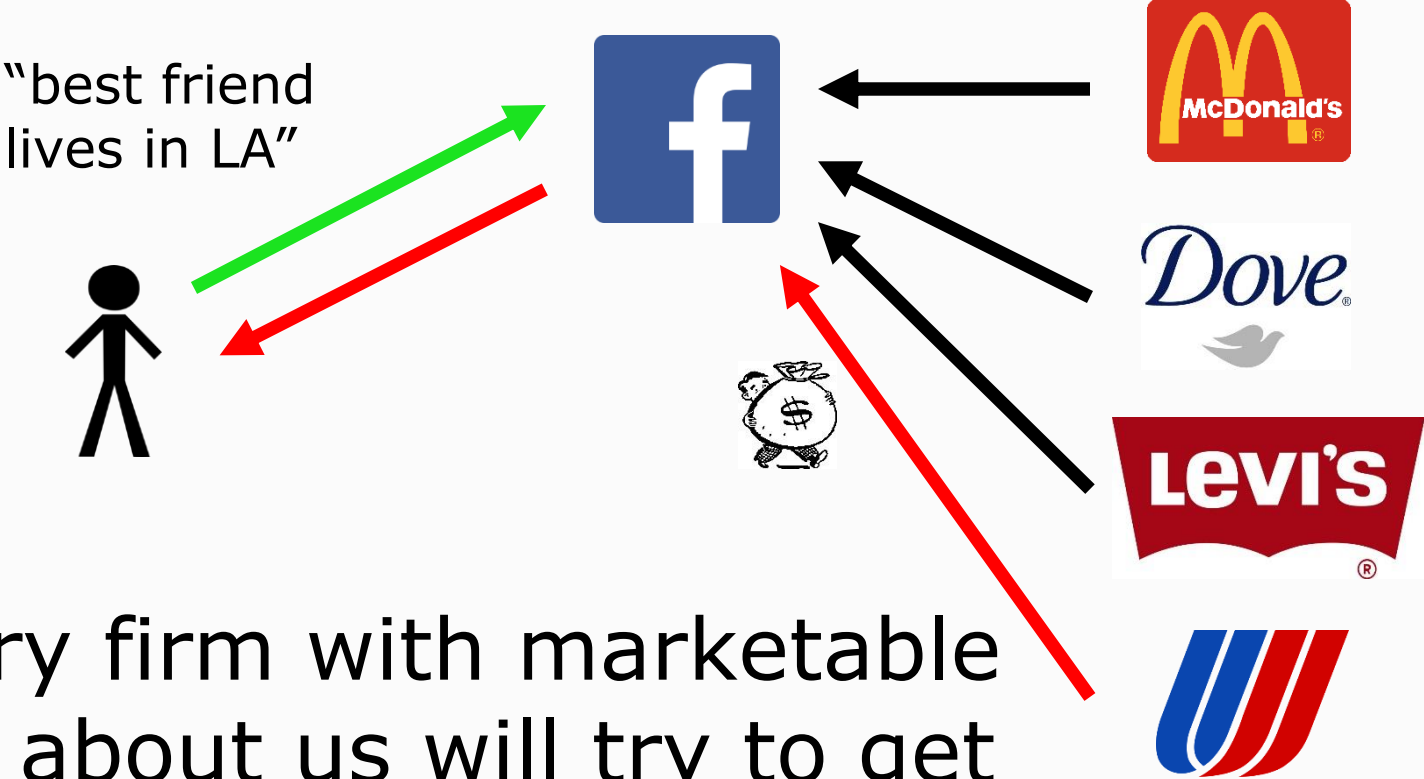 “best friend
lives in LA”
f
McDonald's
®
Dove®
LEVI'S
®
$
ry firm with marketable
about us will try to get